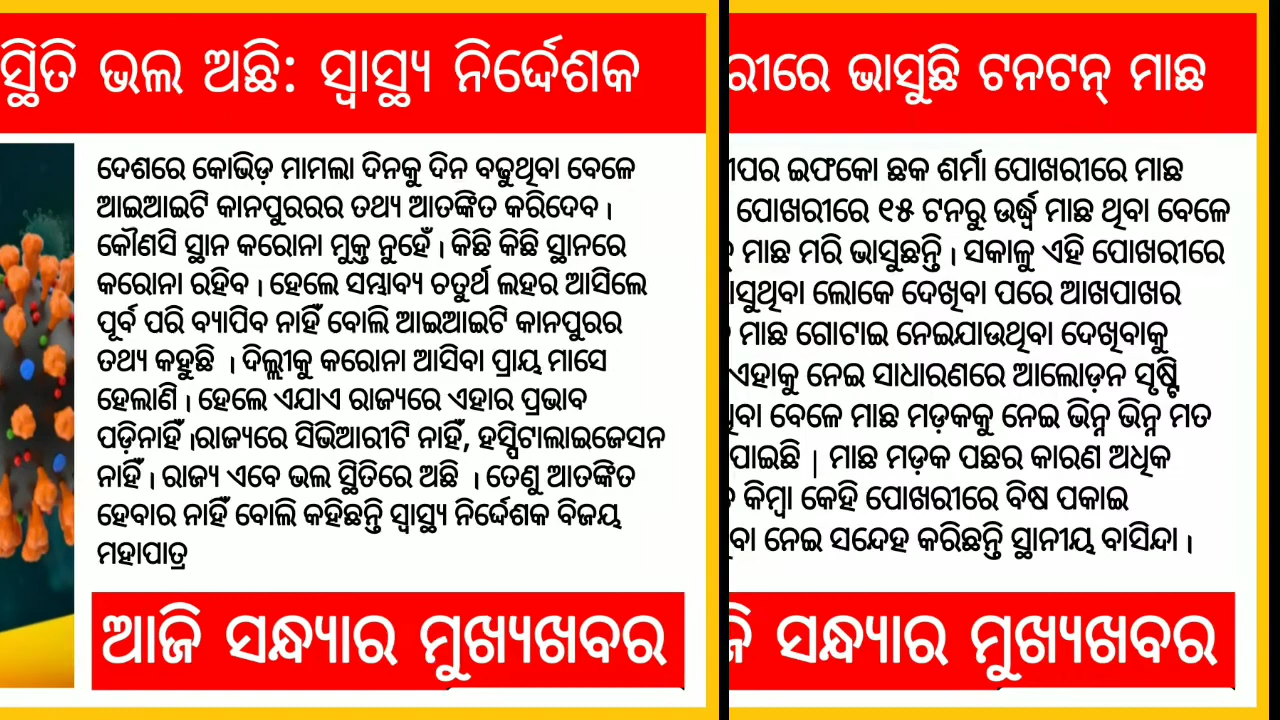 ସ୍ଥିତି ଭଲ ଅଛି: ସ୍ୱାସ୍ଥ୍ୟ ନିର୍ଦ୍ଦେଶକ
ଦେଶରେ କୋଭିଡ଼ ମାମଲା ଦିନକୁ ଦିନ ବଢୁଥିବା ବେଳେ
ଆଇଆଇଟି କାନପୁରରର ତଥ୍ୟ ଆତଙ୍କିତ କରିଦେବ ।
କୌଣସି ସ୍ଥାନ କରୋନା ମୁକ୍ତ ନୁହେଁ । କିଛି କିଛି ସ୍ଥାନରେ
କରୋନା ରହିବ । ହେଲେ ସମ୍ଭାବ୍ୟ ଚତୁର୍ଥ ଲହର ଆସିଲେ
ପୂର୍ବ ପରି ବ୍ୟାପିବ ନାହିଁ ବୋଲି ଆଇଆଇଟି କାନପୁରର
ତଥ୍ୟ କହୁଛି । ଦିଲ୍ଲୀକୁ କରୋନା ଆସିବା ପ୍ରାୟ ମାସେ
ହେଲାଣି । ହେଲେ ଏଯାଏ ରାଜ୍ୟରେ ଏହାର ପ୍ରଭାବ
ପଡ଼ିନାହିଁ ।ରାଜ୍ୟରେ ସିଭିଆରୀଟି ନାହିଁ, ହସ୍ପିଟାଲାଇଜେସନ
ନାହିଁ । ରାଜ୍ୟ ଏବେ ଭଲ ସ୍ଥିତିରେ ଅଛି । ତେଣୁ ଆତଙ୍କିତ
ହେବାର ନାହିଁ ବୋଲି କହିଛନ୍ତି ସ୍ୱାସ୍ଥ୍ୟ ନିର୍ଦ୍ଦେଶକ ବିଜୟ
ମହାପାତ୍ର
ଆଜି ସନ୍ଧ୍ୟାର ମୁଖ୍ୟଖବର
ରୀରେ ଭାସୁଛି ଟନଟନ୍ ମାଛ
ପର ଇଫକୋ ଛକ ଶର୍ମା ପୋଖରୀରେ ମାଛ
ପୋଖରୀରେ ୧୫ ଟନରୁ ଉର୍ଦ୍ଧ୍ୱ ମାଛ ଥିବା ବେଳେ
ମାଛ ମରି ଭାସୁଛନ୍ତି । ସକାଳୁ ଏହି ପୋଖରୀରେ
ସୁଥିବା ଲୋକେ ଦେଖିବା ପରେ ଆଖପାଖର
ମାଛ ଗୋଟାଇ ନେଇଯାଉଥିବା ଦେଖିବାକୁ
ଏହାକୁ ନେଇ ସାଧାରଣରେ ଆଲୋଡ଼ନ ସୃଷ୍ଟି
ବା ବେଳେ ମାଛ ମଡ଼କକୁ ନେଇ ଭିନ୍ନ ଭିନ୍ନ ମତ
ପାଇଛି | ମାଛ ମଡ଼କ ପଛର କାରଣ ଅଧିକ
କିମ୍ବା କେହି ପୋଖରୀରେ ବିଷ ପକାଇ
ବା ନେଇ ସନ୍ଦେହ କରିଛନ୍ତି ସ୍ଥାନୀୟ ବାସିନ୍ଦା ।
ଜି ସନ୍ଧ୍ୟାର ମୁଖ୍ୟଖବର